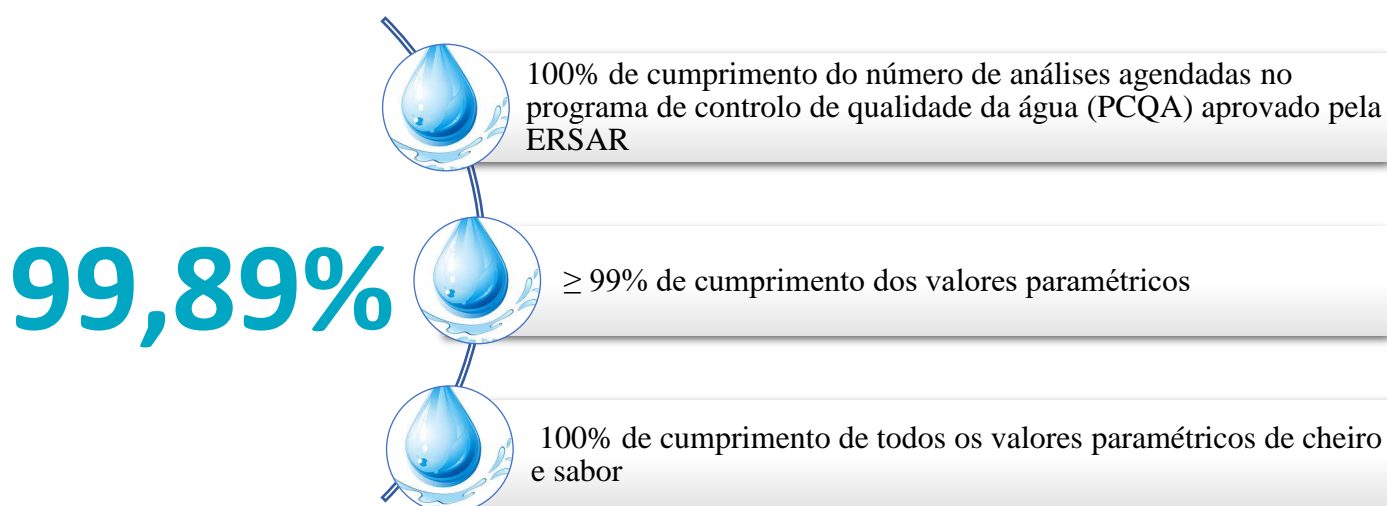 100% de cumprimento do número de análises agendadas no
programa de controlo de qualidade da água (PCQA) aprovado pela
ERSAR
99,89%
≥ 99% de cumprimento dos valores paramétricos
100% de cumprimento de todos os valores paramétricos de cheiro
e sabor